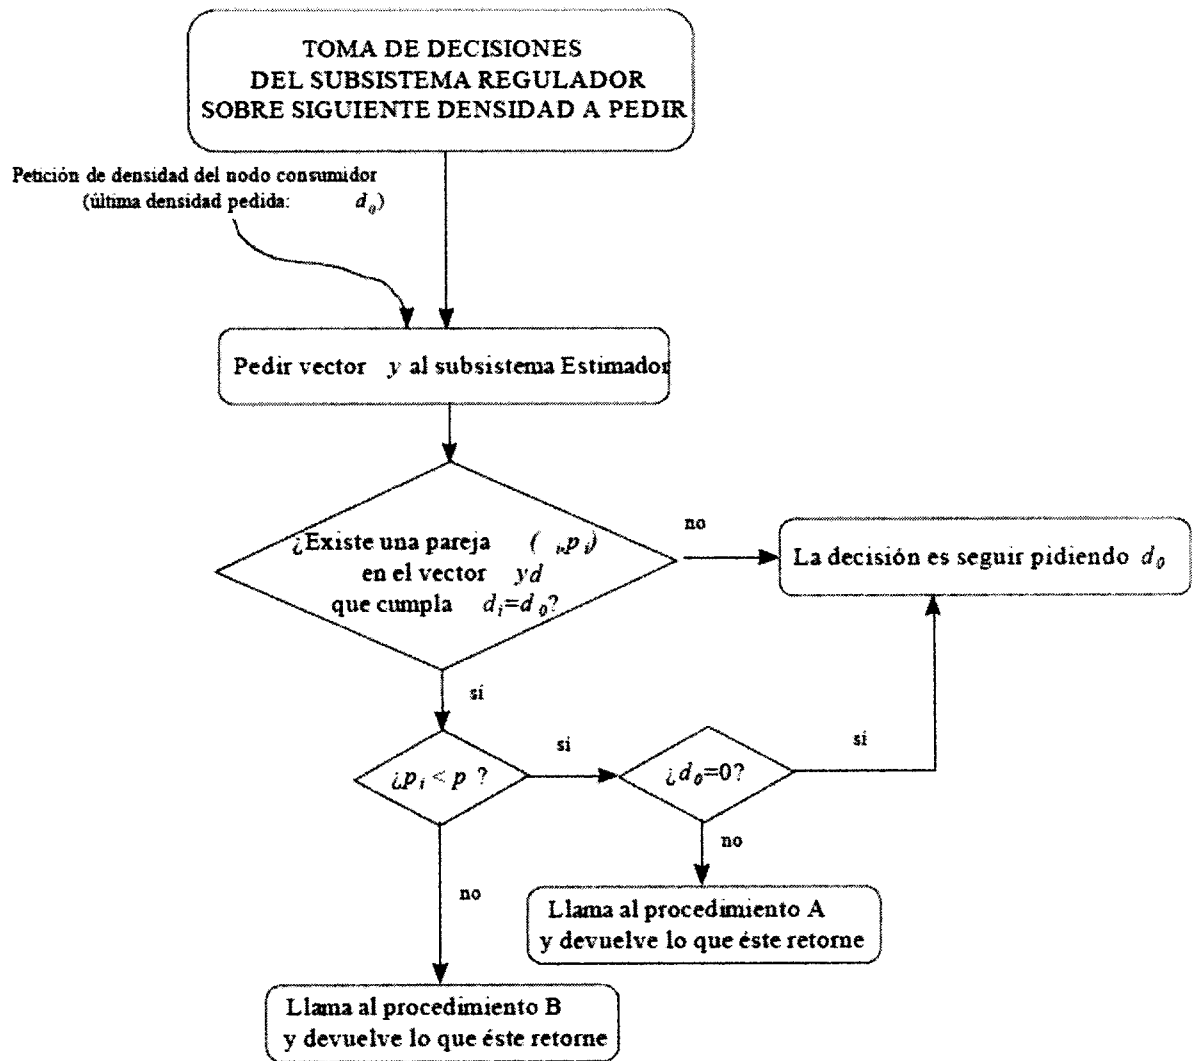 TOMA DE DECISIONES
DEL SUBSISTEMA REGULADOR
SOBRE SIGUIENTE DENSIDAD A PEDIR
Petición de densidad del nodo consumidor
(última densidad pedida: d₀)
Pedir vector y al subsistema Estimador
¿Existe una pareja ( ᵢ,pᵢ)
en el vector yd
que cumpla dᵢ=d₀?
no
La decisión es seguir pidiendo d₀
sí
¿pᵢ < p ?
si
¿d₀=0?
sí
no
no
Llama al procedimiento A
y devuelve lo que éste retorne
Llama al procedimiento B
y devuelve lo que éste retorne